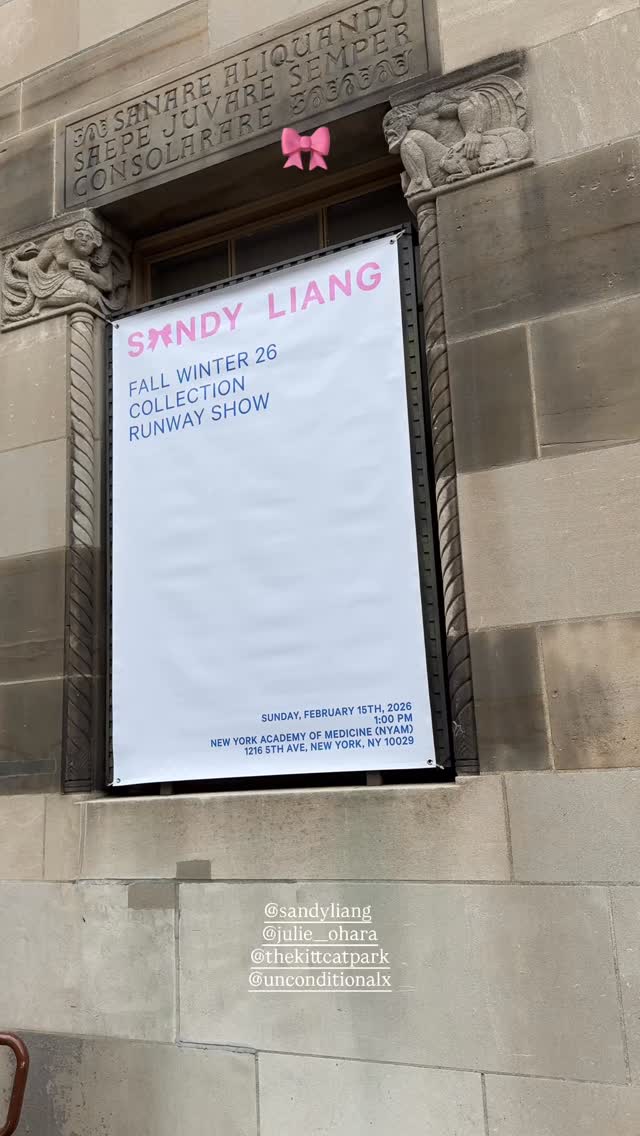 SANARE ALIQUANDO
SAEPE JUVARE SEMPER
CONSOLARARE
SANDY LIANG
FALL WINTER 26
COLLECTION
RUNWAY SHOW
SUNDAY, FEBRUARY 15TH, 2026
1:00 PM
NEW YORK ACADEMY OF MEDICINE (NYAM)
1216 5TH AVE, NEW YORK, NY 10029
@sandyliang
@julie_ohara
@thekittcatpark
@unconditionalx